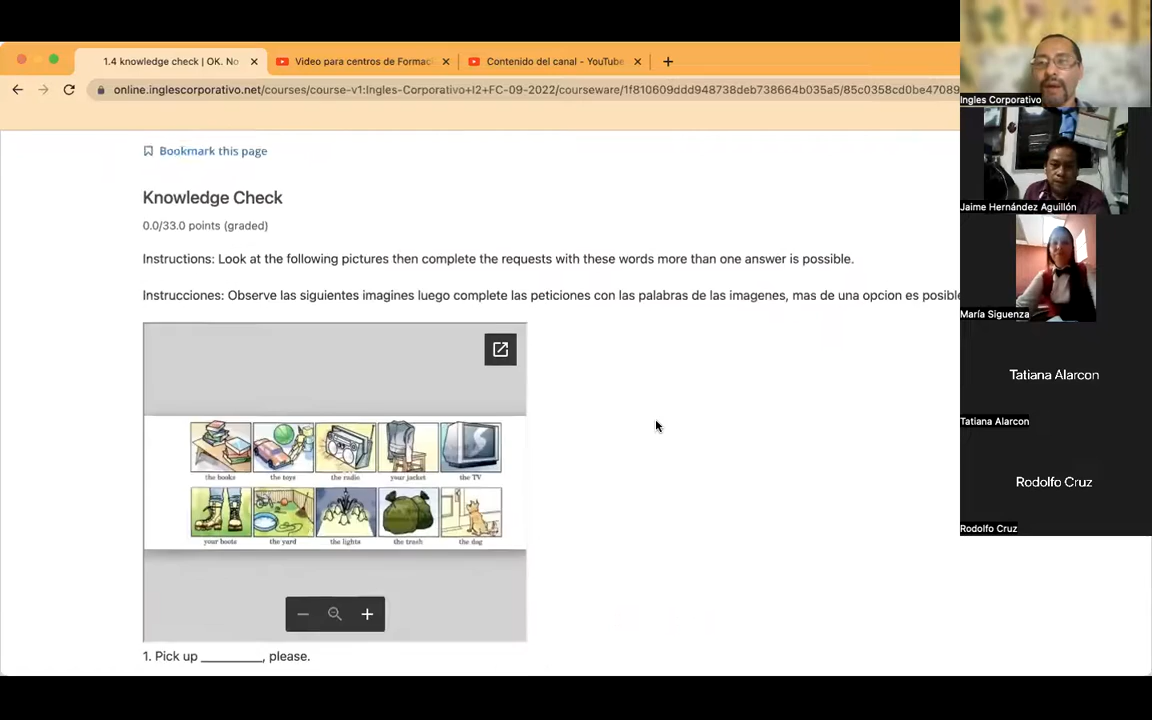 1.4 knowledge check | OK. No
Video para centros de Formac
Contenido del canal - YouTube
online.inglescorporativo.net/courses/course-v1:Ingles-Corporativo+I2+FC-09-2022/courseware/1f810609ddd948738deb738664b035a5/85c0358cd0be47089
Bookmark this page
Knowledge Check
0.0/33.0 points (graded)
Instructions: Look at the following pictures then complete the requests with these words more than one answer is possible.
Instrucciones: Observe las siguientes imagines luego complete las peticiones con las palabras de las imagenes, mas de una opcion es posible
the books the toys the radio your jacket the TV
your boots the yard the lights the trash the dog
1. Pick up __________, please.
Ingles Corporativo
Jaime Hernández Aguillón
María Siguenza
Tatiana Alarcon
Tatiana Alarcon
Rodolfo Cruz
Rodolfo Cruz